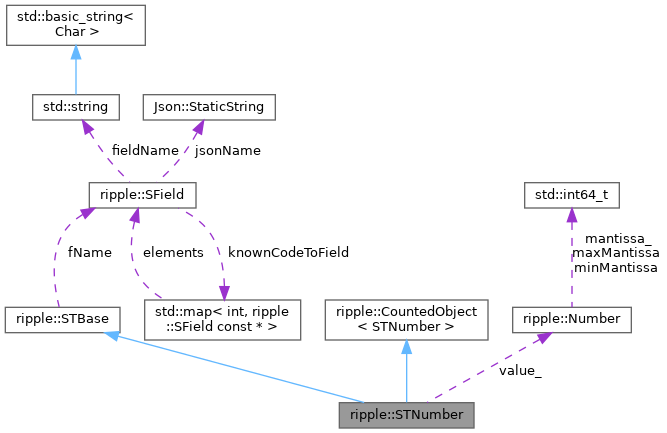 std::basic_string<
Char >
std::string
Json::StaticString
fieldName
jsonName
ripple::SField
std::int64_t
fName
elements
knownCodeToField
mantissa_
maxMantissa
minMantissa
ripple::STBase
std::map< int, ripple
::SField const * >
ripple::CountedObject
< STNumber >
ripple::Number
value_
ripple::STNumber